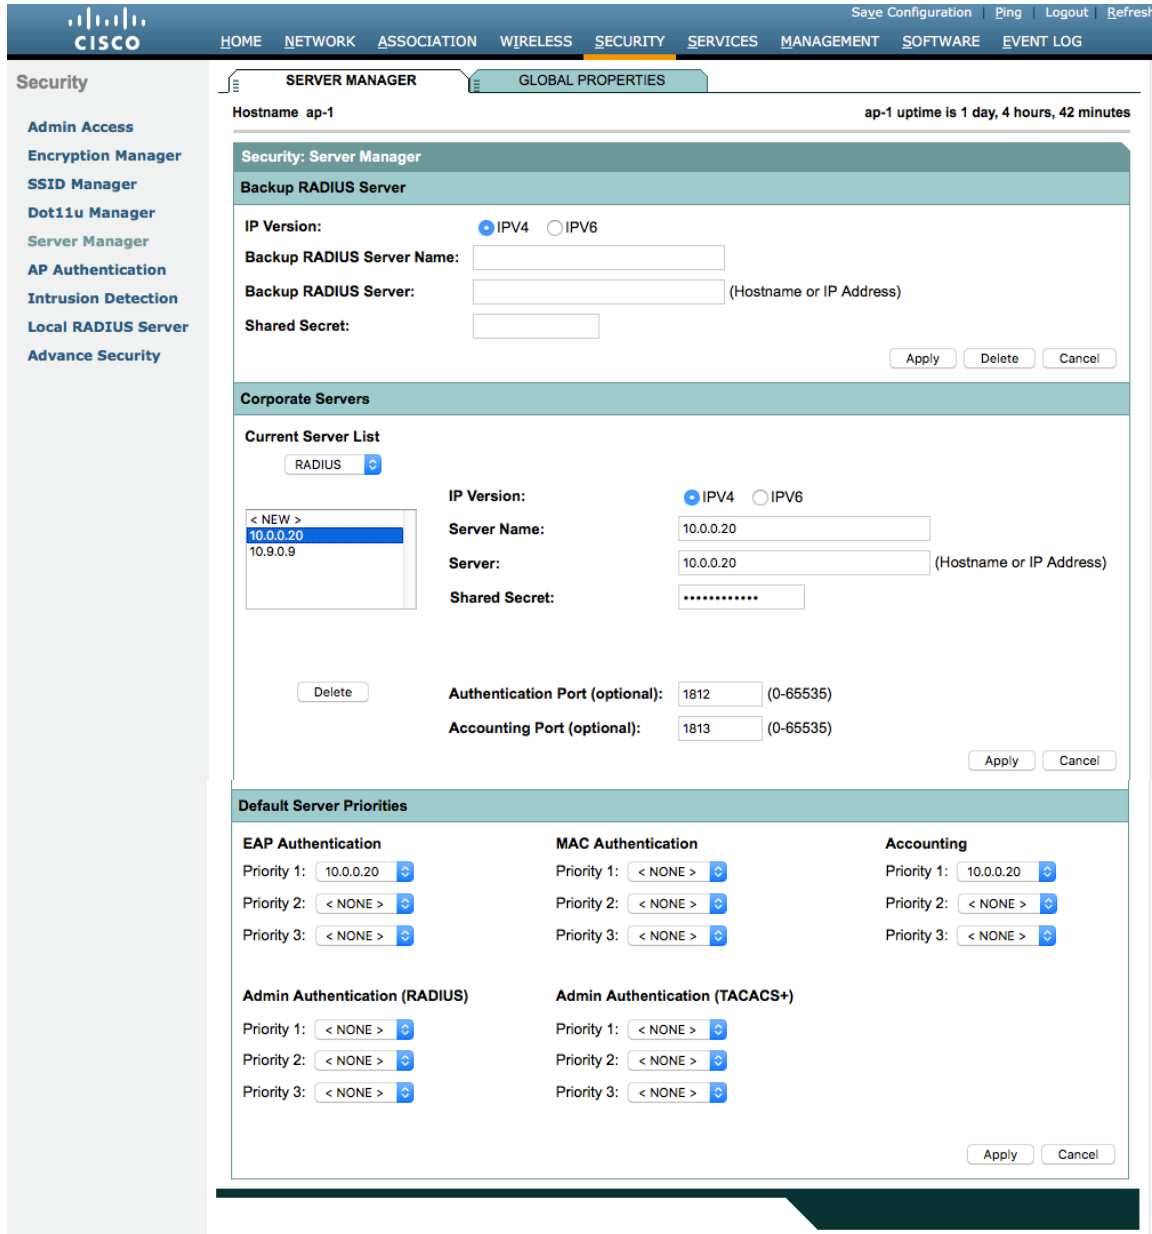 Save Configuration | Ping | Logout | Refresh
CISCO
HOME NETWORK ASSOCIATION WIRELESS SECURITY SERVICES MANAGEMENT SOFTWARE EVENT LOG
Security
Admin Access
Encryption Manager
SSID Manager
Dot11u Manager
Server Manager
AP Authentication
Intrusion Detection
Local RADIUS Server
Advance Security
SERVER MANAGER GLOBAL PROPERTIES
Hostname ap-1 ap-1 uptime is 1 day, 4 hours, 42 minutes
Security: Server Manager
Backup RADIUS Server
IP Version: IPV4 IPV6
Backup RADIUS Server Name:
Backup RADIUS Server: (Hostname or IP Address)
Shared Secret:
Apply Delete Cancel
Corporate Servers
Current Server List
RADIUS
< NEW >
10.0.0.20
10.9.0.9
Delete
IP Version: IPV4 IPV6
Server Name: 10.0.0.20
Server: 10.0.0.20 (Hostname or IP Address)
Shared Secret: ••••••••••••
Authentication Port (optional): 1812 (0-65535)
Accounting Port (optional): 1813 (0-65535)
Apply Cancel
Default Server Priorities
EAP Authentication MAC Authentication Accounting
Priority 1: 10.0.0.20 Priority 1: < NONE > Priority 1: 10.0.0.20
Priority 2: < NONE > Priority 2: < NONE > Priority 2: < NONE >
Priority 3: < NONE > Priority 3: < NONE > Priority 3: < NONE >
Admin Authentication (RADIUS) Admin Authentication (TACACS+)
Priority 1: < NONE > Priority 1: < NONE >
Priority 2: < NONE > Priority 2: < NONE >
Priority 3: < NONE > Priority 3: < NONE >
Apply Cancel